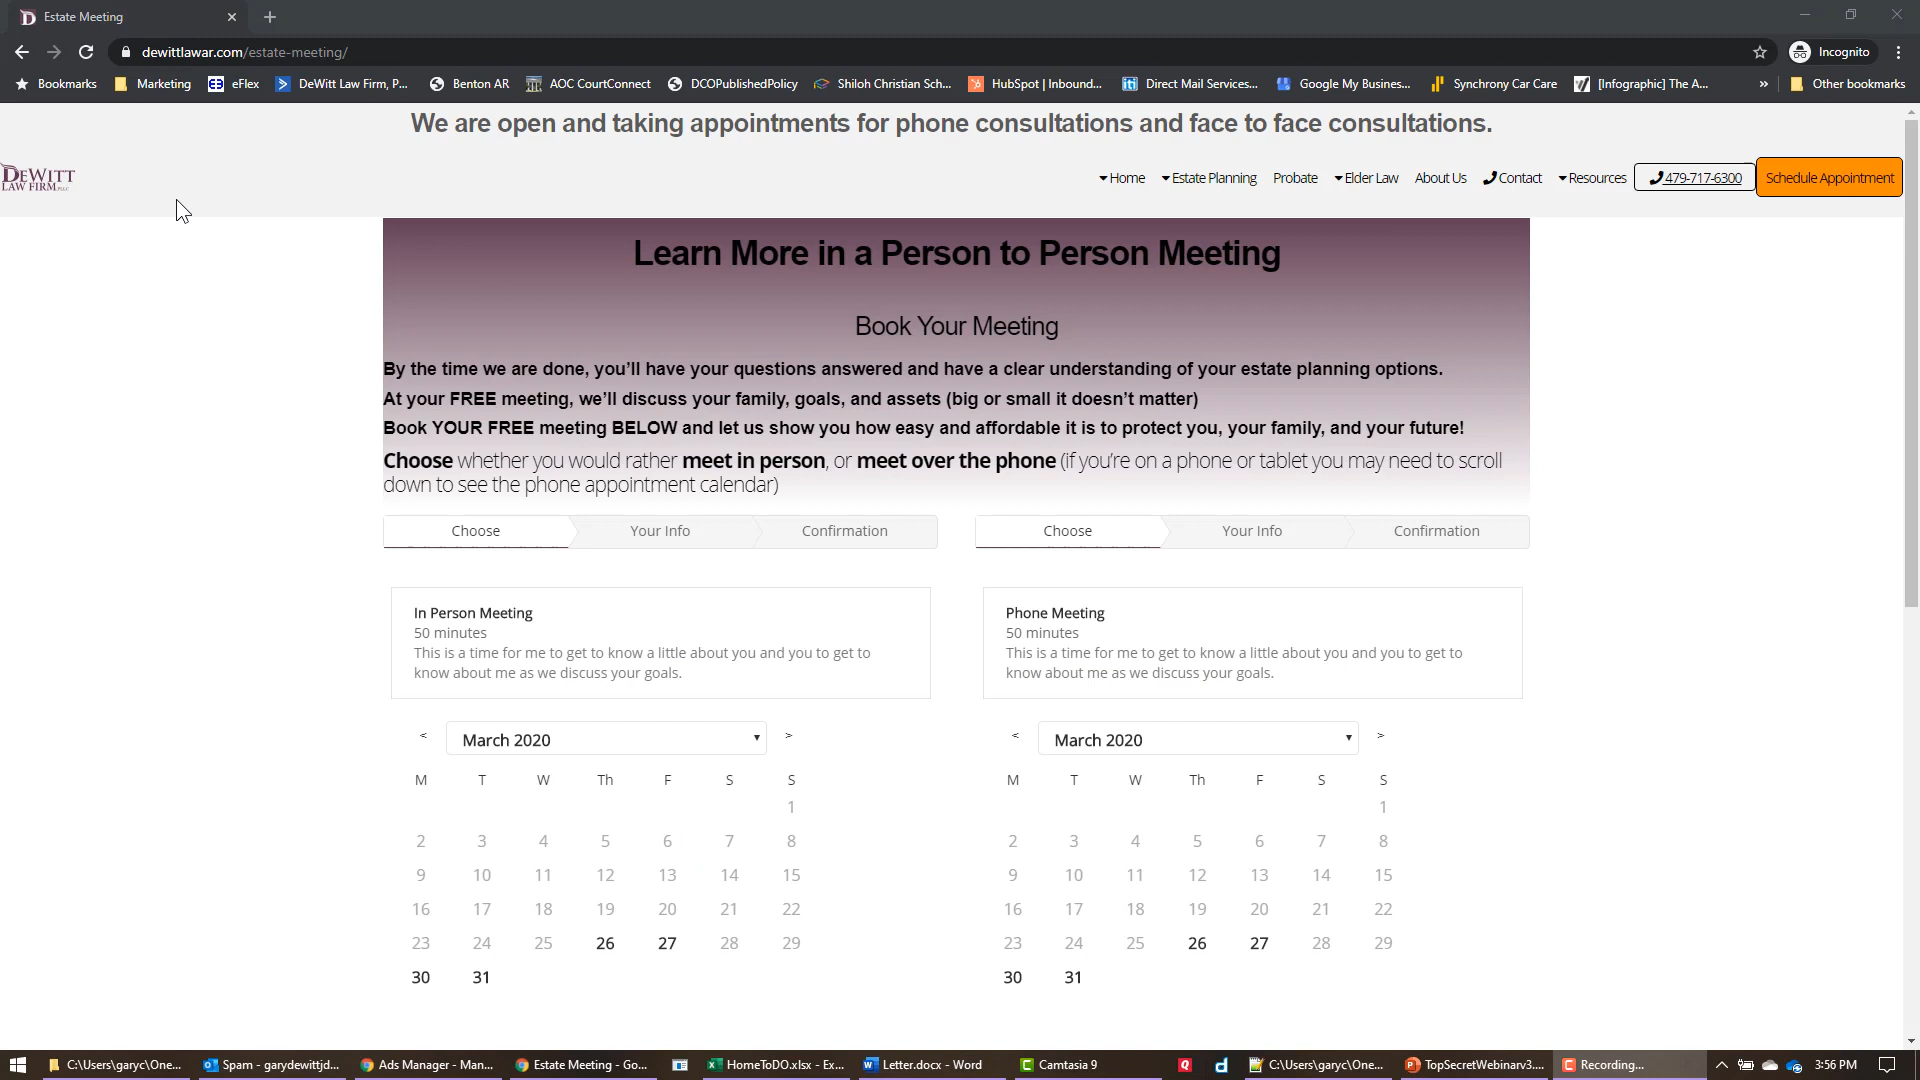 Estate Meeting
dewittlawar.com/estate-meeting/
Incognito
Bookmarks Marketing eFlex DeWitt Law Firm, P... Benton AR AOC CourtConnect DCOPublishedPolicy Shiloh Christian Sch... HubSpot | Inbound... Direct Mail Services... Google My Busines... Synchrony Car Care [Infographic] The A... » Other bookmarks
We are open and taking appointments for phone consultations and face to face consultations.
DEWITT
LAW FIRM, PLLC
Home Estate Planning Probate Elder Law About Us Contact Resources 479-717-6300 Schedule Appointment
Learn More in a Person to Person Meeting
Book Your Meeting
By the time we are done, you'll have your questions answered and have a clear understanding of your estate planning options.
At your FREE meeting, we'll discuss your family, goals, and assets (big or small it doesn't matter)
Book YOUR FREE meeting BELOW and let us show you how easy and affordable it is to protect you, your family, and your future!
Choose whether you would rather meet in person, or meet over the phone (if you're on a phone or tablet you may need to scroll
down to see the phone appointment calendar)
Choose Your Info Confirmation
In Person Meeting
50 minutes
This is a time for me to get to know a little about you and you to get to
know about me as we discuss your goals.
< March 2020 >
M T W Th F S S
1
2 3 4 5 6 7 8
9 10 11 12 13 14 15
16 17 18 19 20 21 22
23 24 25 26 27 28 29
30 31
Choose Your Info Confirmation
Phone Meeting
50 minutes
This is a time for me to get to know a little about you and you to get to
know about me as we discuss your goals.
< March 2020 >
M T W Th F S S
1
2 3 4 5 6 7 8
9 10 11 12 13 14 15
16 17 18 19 20 21 22
23 24 25 26 27 28 29
30 31
C:\Users\garyc\One... Spam - garydewittjd... Ads Manager - Man... Estate Meeting - Go... HomeToDO.xlsx - Ex... Letter.docx - Word Camtasia 9 C:\Users\garyc\One... TopSecretWebinarv3.... Recording... 3:56 PM